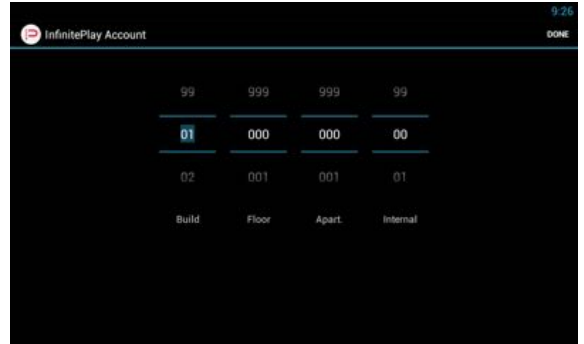 9:26
InfinitePlay Account DONE
99 999 999 99
01 000 000 00
02 001 001 01
Build Floor Apart. Internal